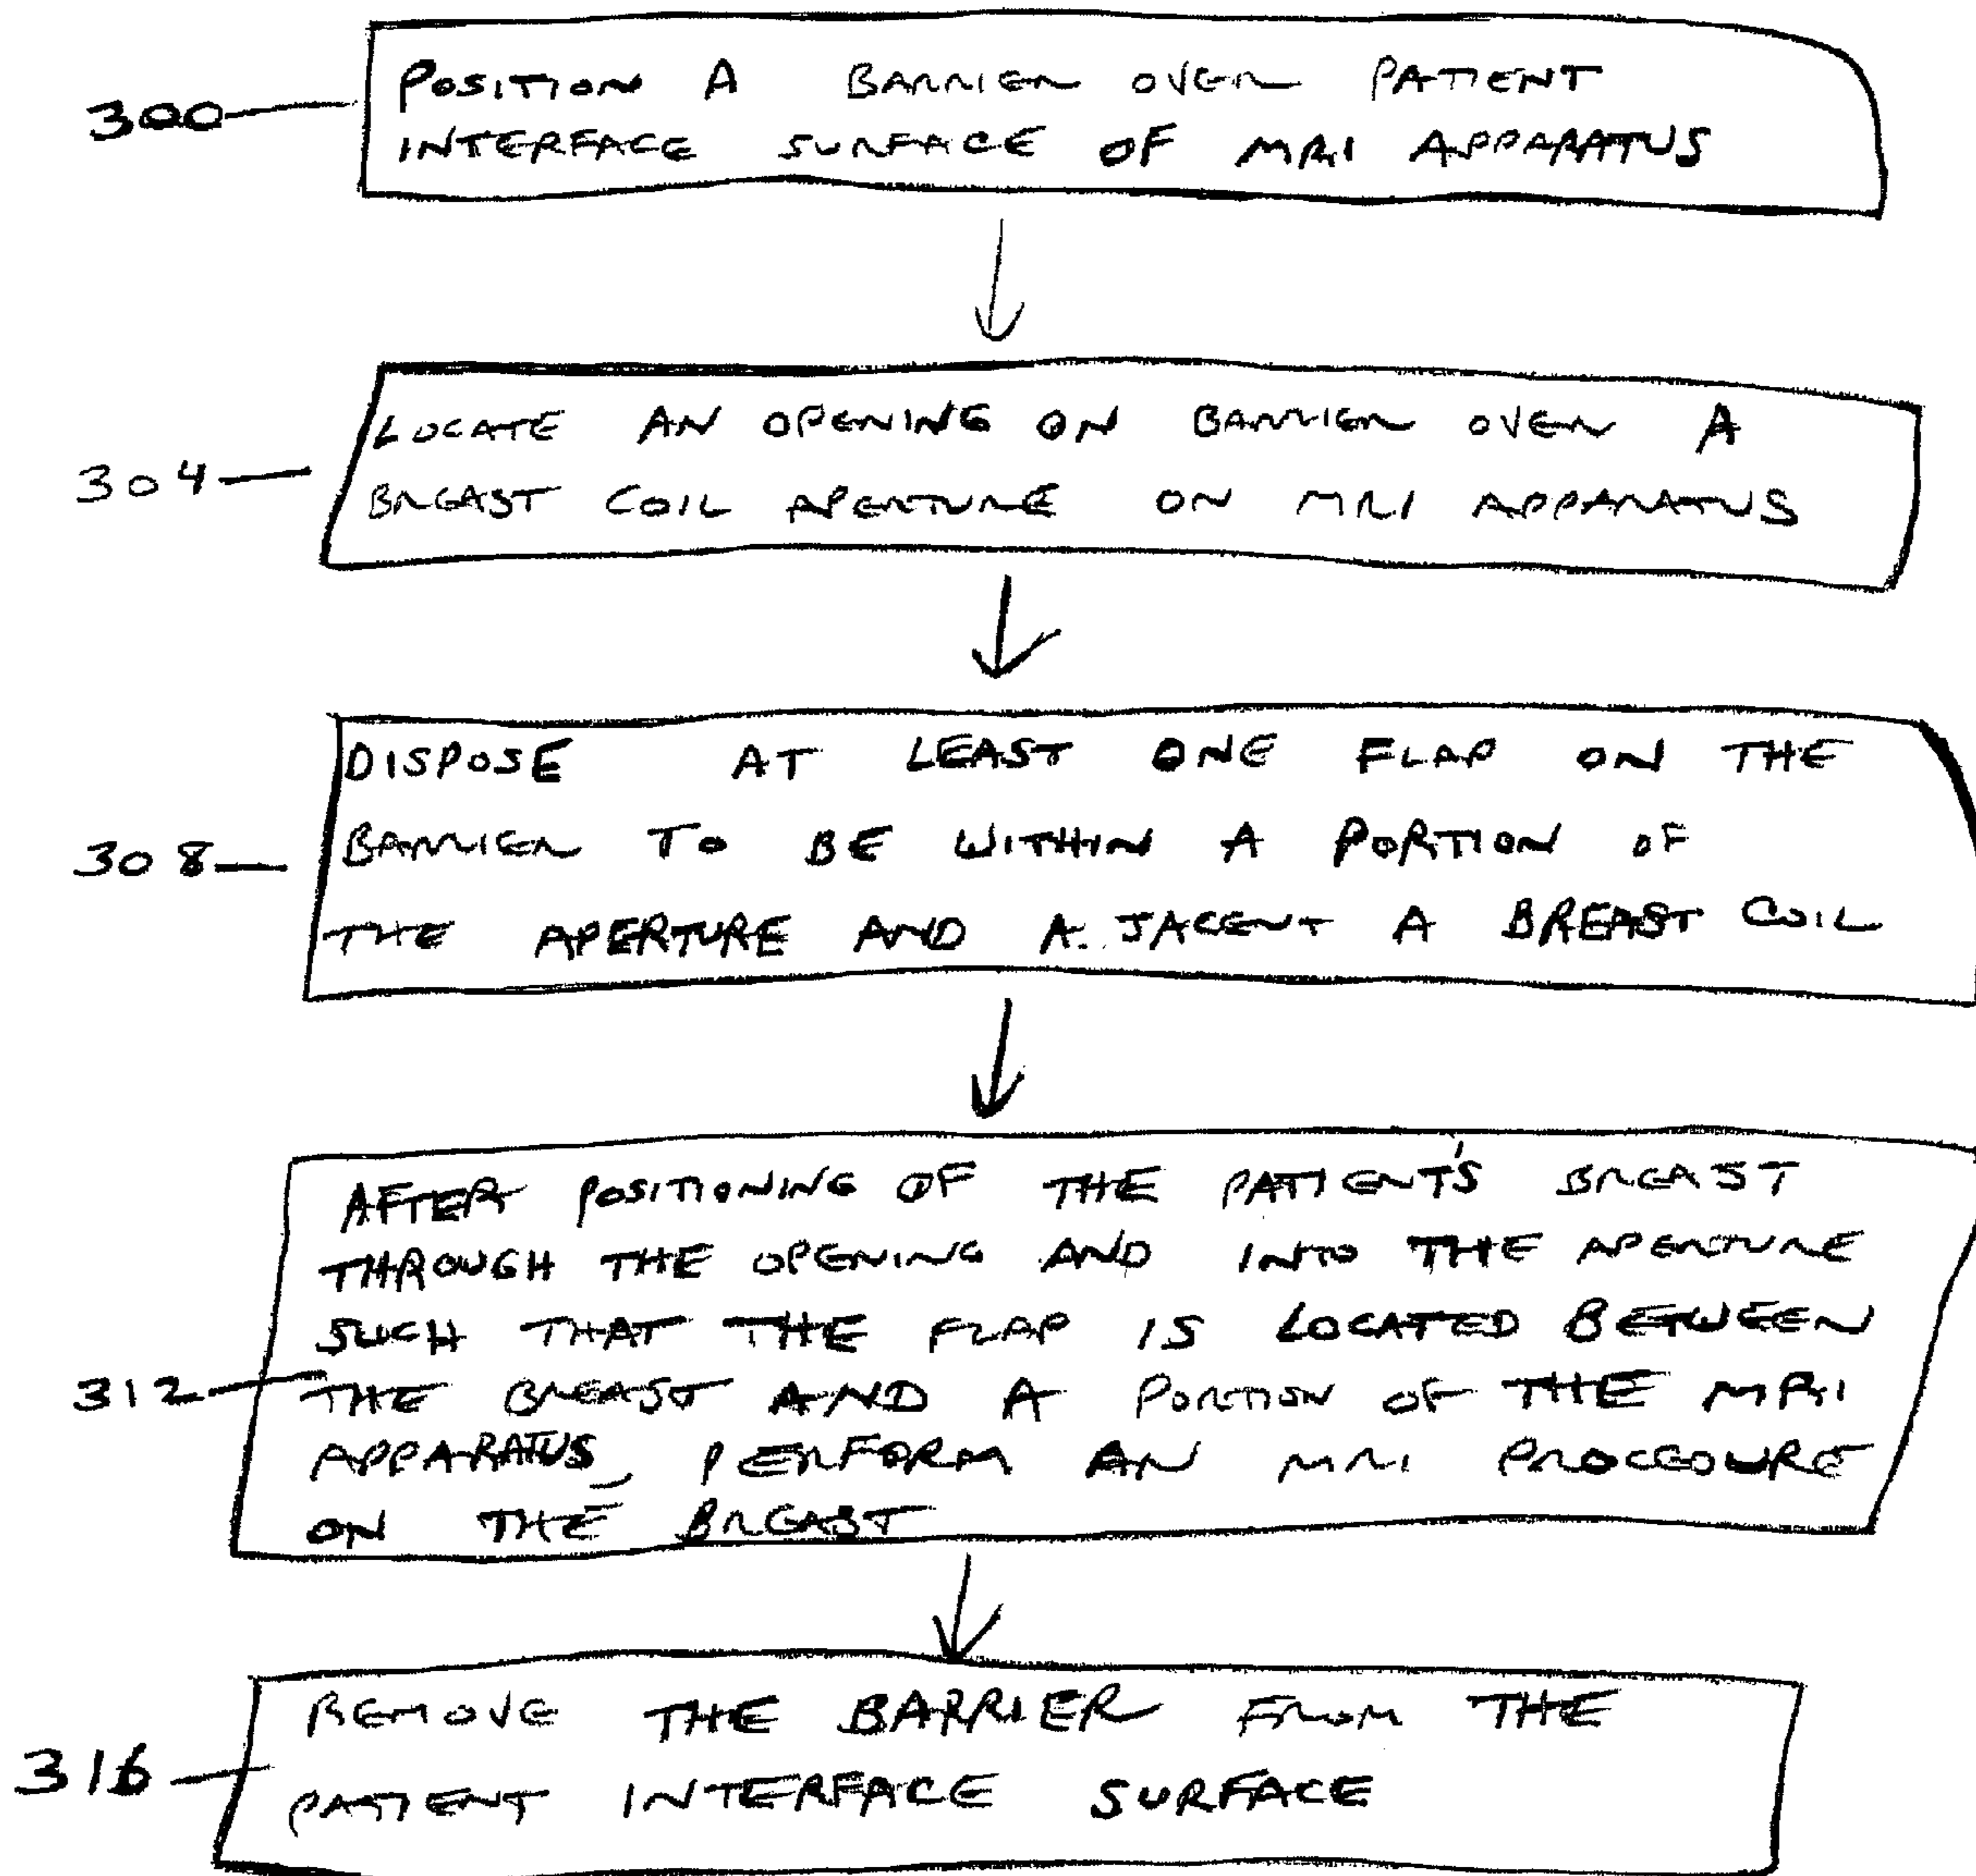 300
POSITION A BARRIER OVER PATIENT
INTERFACE SURFACE OF MRI APPARATUS
304
LOCATE AN OPENING ON BARRIER OVER A
BREAST COIL APERTURE ON MRI APPARATUS
308
DISPOSE AT LEAST ONE FLAP ON THE
BARRIER TO BE WITHIN A PORTION OF
THE APERTURE AND A..JACENT A BREAST COIL
312
AFTER POSITIONING OF THE PATIENT'S BREAST
THROUGH THE OPENING AND INTO THE APERTURE
SUCH THAT THE FLAP IS LOCATED BETWEEN
THE BREAST AND A PORTION OF THE MRI
APPARATUS, PERFORM AN MRI PROCEDURE
ON THE BREAST
316
REMOVE THE BARRIER FROM THE
PATIENT INTERFACE SURFACE